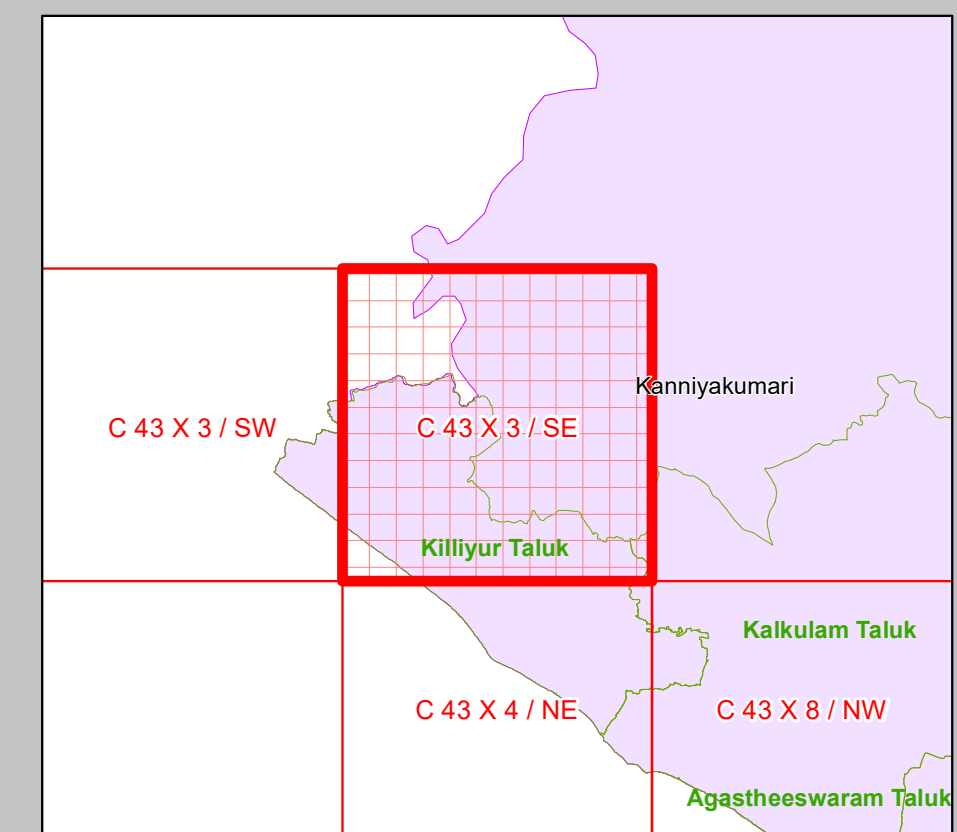 Kanniyakumari
C 43 X 3 / SW
C 43 X 3 / SE
Killiyur Taluk
Kalkulam Taluk
C 43 X 4 / NE
C 43 X 8 / NW
Agastheeswaram Taluk